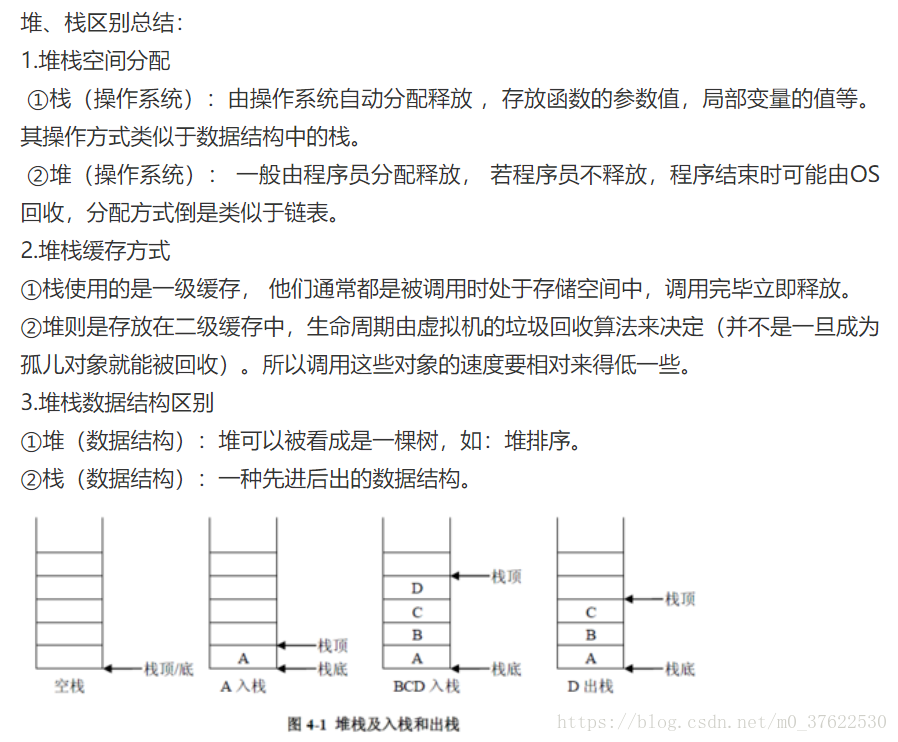 堆、栈区别总结：
1.堆栈空间分配
①栈（操作系统）：由操作系统自动分配释放 ，存放函数的参数值，局部变量的值等。
其操作方式类似于数据结构中的栈。
②堆（操作系统）： 一般由程序员分配释放， 若程序员不释放，程序结束时可能由OS
回收，分配方式倒是类似于链表。
2.堆栈缓存方式
①栈使用的是一级缓存， 他们通常都是被调用时处于存储空间中，调用完毕立即释放。
②堆则是存放在二级缓存中，生命周期由虚拟机的垃圾回收算法来决定（并不是一旦成为
孤儿对象就能被回收）。所以调用这些对象的速度要相对来得低一些。
3.堆栈数据结构区别
①堆（数据结构）：堆可以被看成是一棵树，如：堆排序。
②栈（数据结构）：一种先进后出的数据结构。
栈顶/底
空栈
A
栈顶
栈底
A 入栈
D
C
B
A
栈顶
栈底
BCD 入栈
C
B
A
栈顶
栈底
D 出栈
图 4-1 堆栈及入栈和出栈
https://blog.csdn.net/m0_37622530